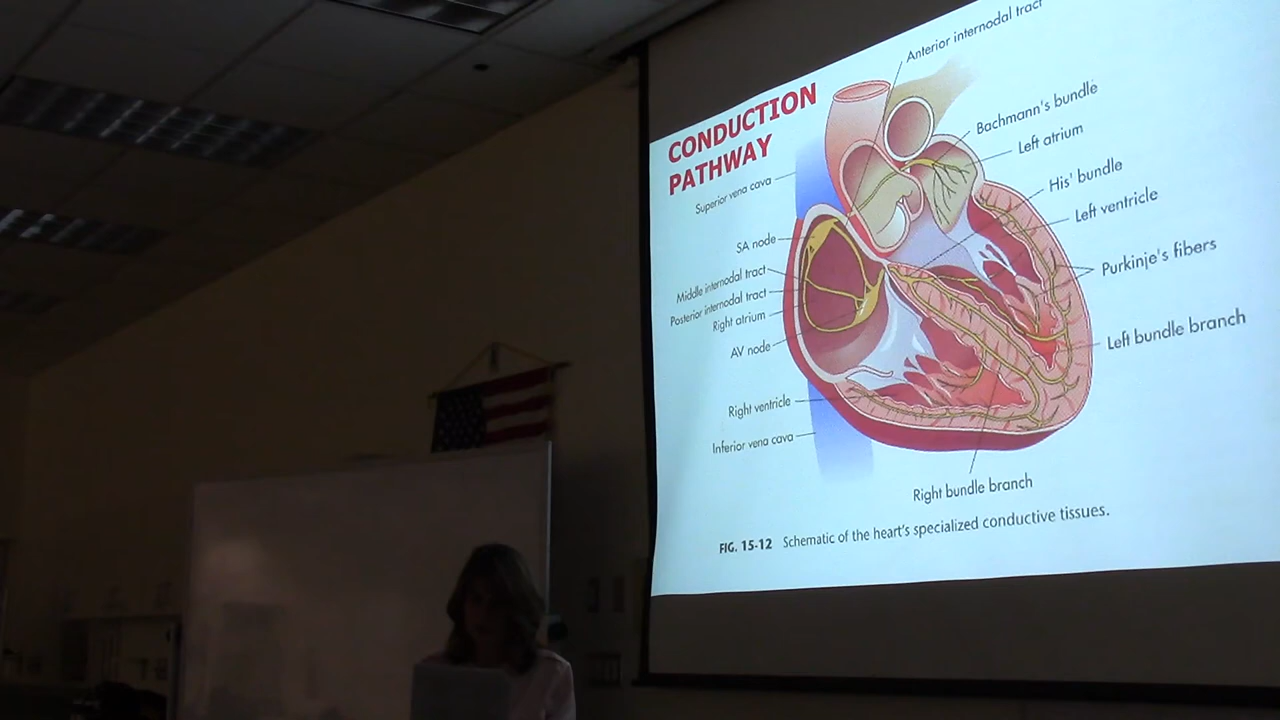 CONDUCTION
PATHWAY
Anterior internodal tract
Bachmann's bundle
Left atrium
His' bundle
Left ventricle
Purkinje's fibers
Left bundle branch
Superior vena cava
SA node
Middle internodal tract
Posterior internodal tract
Right atrium
AV node
Right ventricle
Inferior vena cava
Right bundle branch
FIG. 15-12 Schematic of the heart's specialized conductive tissues.